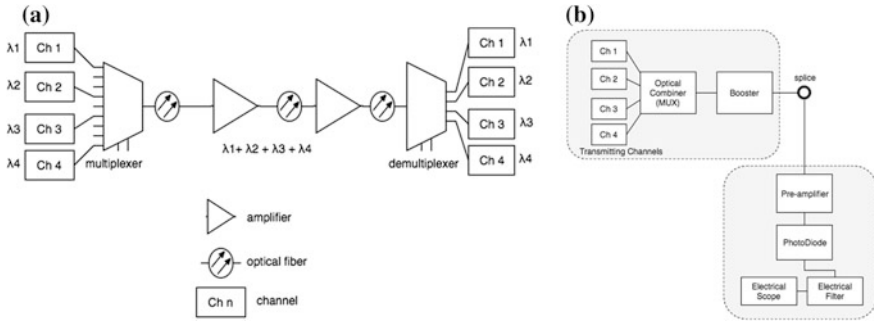 (a)
λ1 Ch 1
λ2 Ch 2
λ3 Ch 3
λ4 Ch 4
multiplexer
λ1+ λ2 + λ3 + λ4
demultiplexer
Ch 1 λ1
Ch 2 λ2
Ch 3 λ3
Ch 4 λ4
amplifier
optical fiber
Ch n channel
(b)
Ch 1
Ch 2
Ch 3
Ch 4
Optical
Combiner
(MUX)
Booster
splice
Transmitting Channels
Pre-amplifier
PhotoDiode
Electrical
Scope
Electrical
Filter